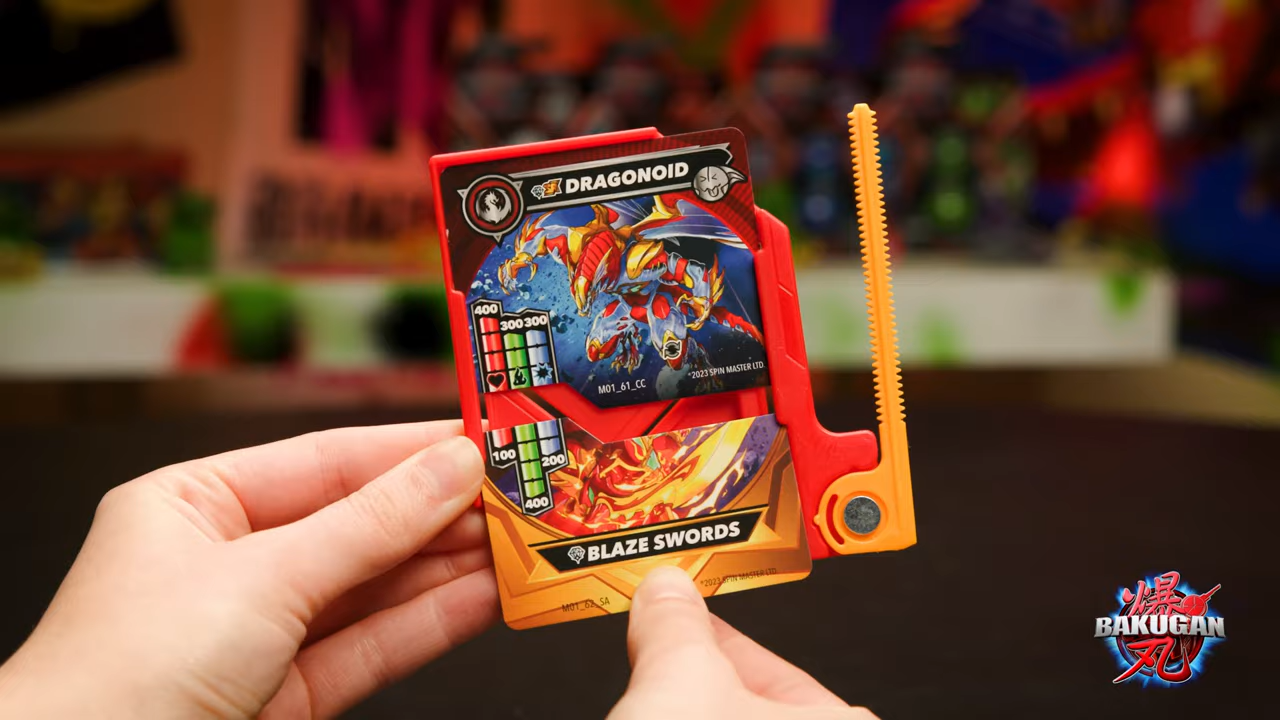 DRAGONOID
400
300 300
M01_61_CC
©2023 SPIN MASTER LTD.
100
200
400
BLAZE SWORDS
©2023 SPIN MASTER LTD.
M01_62_SA
爆
BAKUGAN
丸